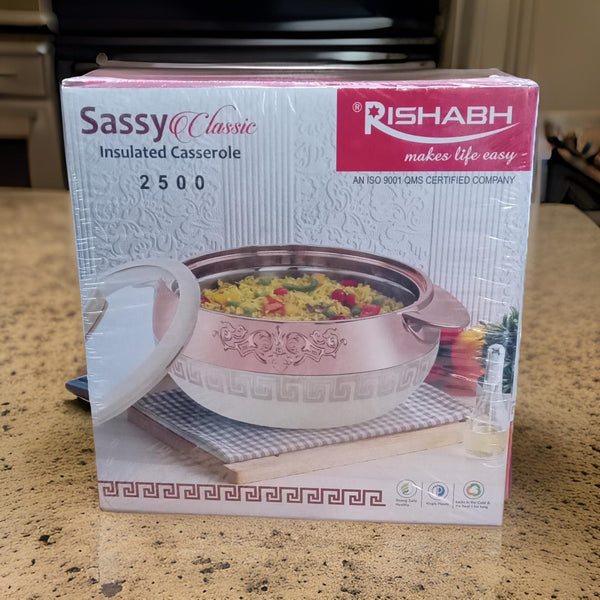 Sassy Classic
Insulated Casserole
2500
® RISHABH
makes life easy
AN ISO 9001 QMS CERTIFIED COMPANY